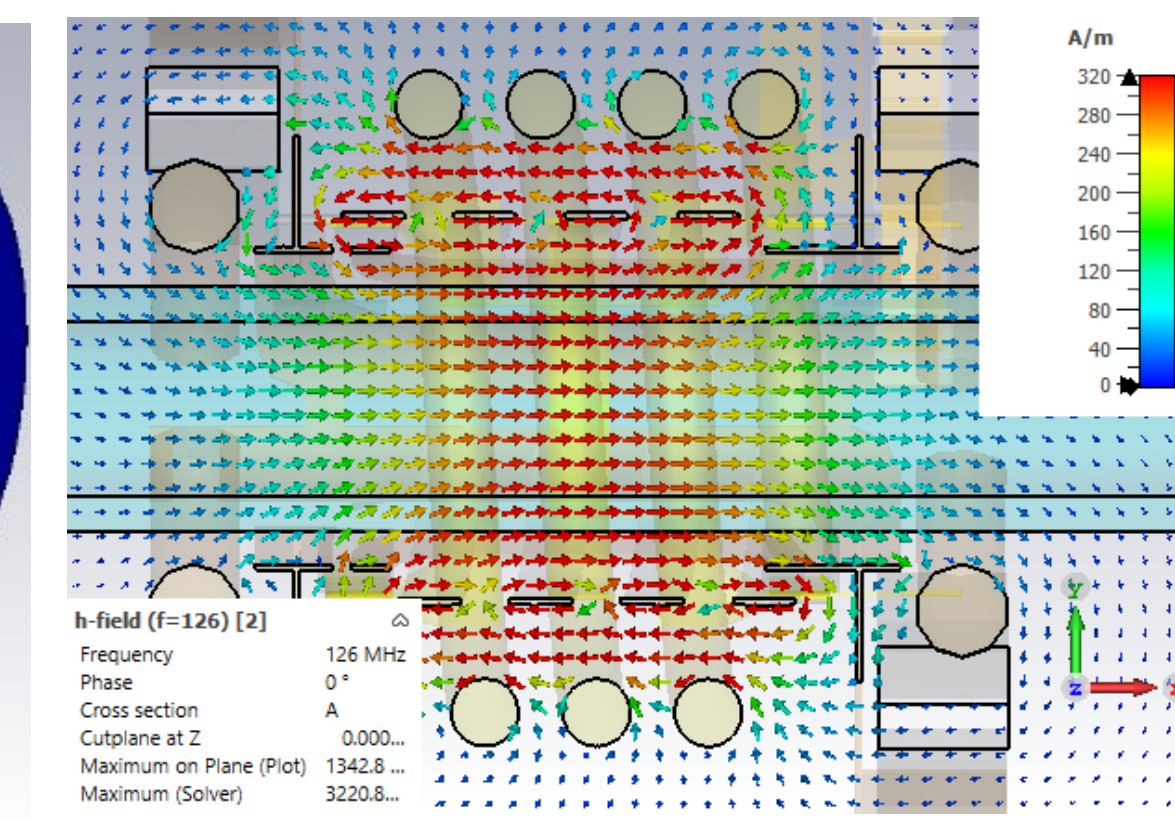 A/m
320
280
240
200
160
120
80
40
0
h-field (f=126) [2]
Frequency 126 MHz
Phase 0 °
Cross section A
Cutplane at Z 0.000...
Maximum on Plane (Plot) 1342.8 ...
Maximum (Solver) 3220.8...
Y
Z